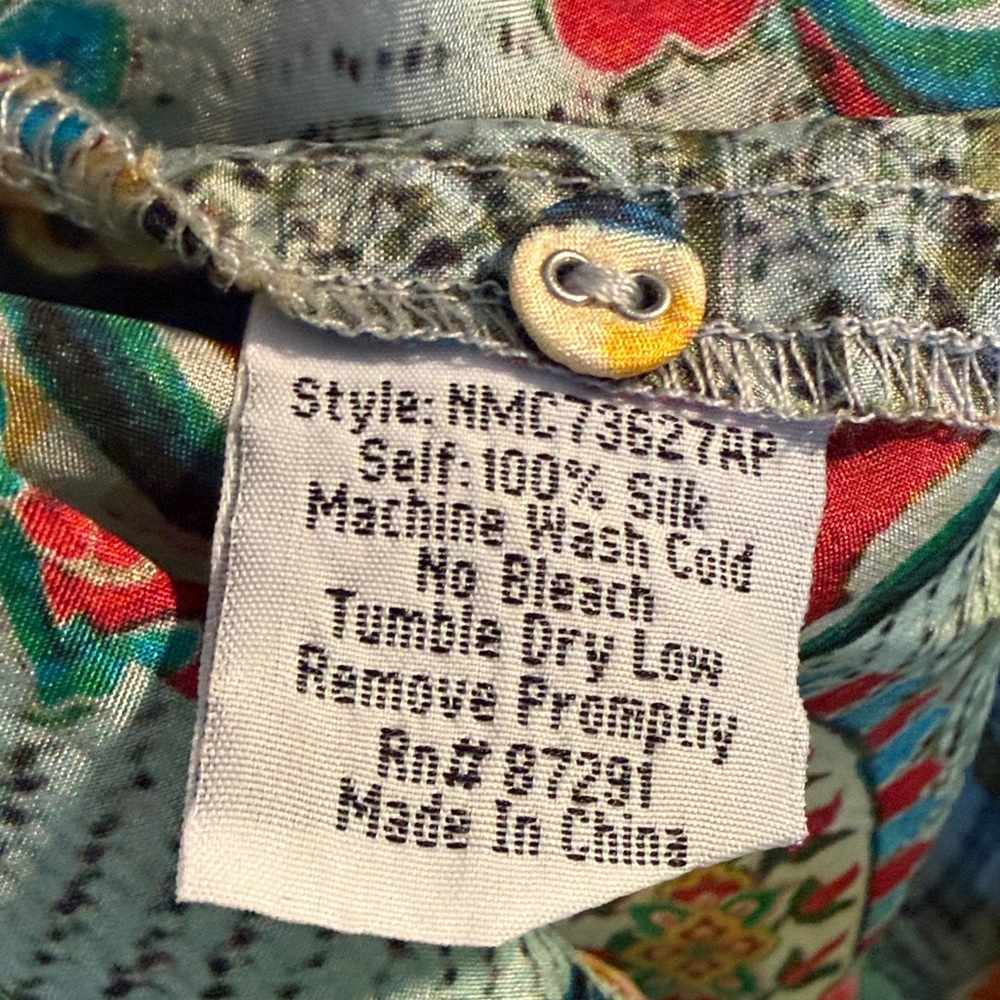 Style: NMC73627AP
Self: 100% Silk
Machine Wash Cold
No Bleach
Tumble Dry Low
Remove Promptly
Rn# 87291
Made In China